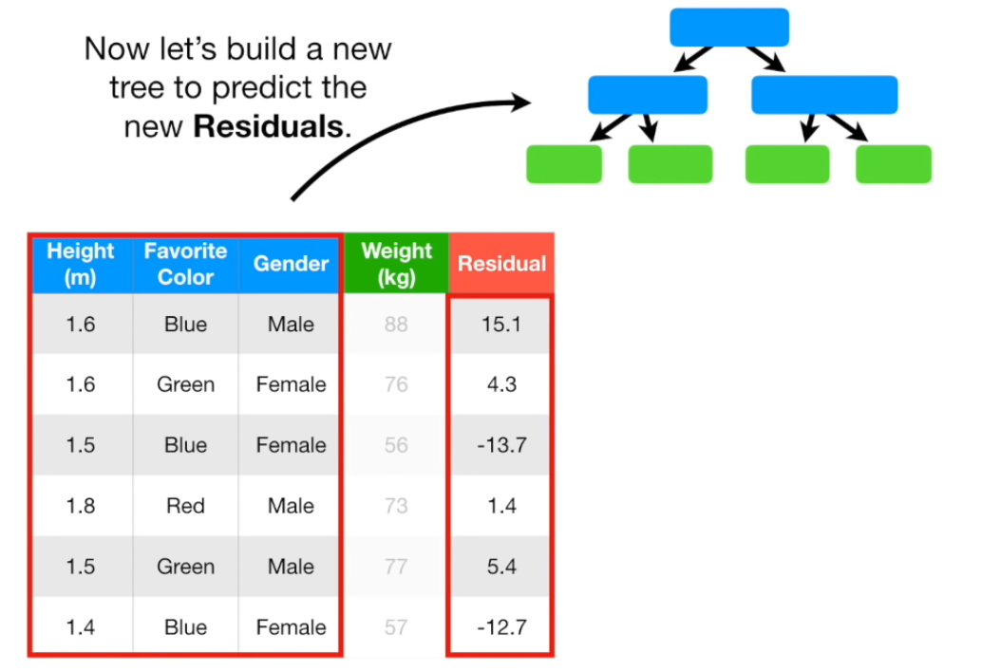 Now let’s build a new
tree to predict the
new Residuals.
Height (m) Favorite Color Gender Weight (kg) Residual
1.6 Blue Male 88 15.1
1.6 Green Female 76 4.3
1.5 Blue Female 56 -13.7
1.8 Red Male 73 1.4
1.5 Green Male 77 5.4
1.4 Blue Female 57 -12.7